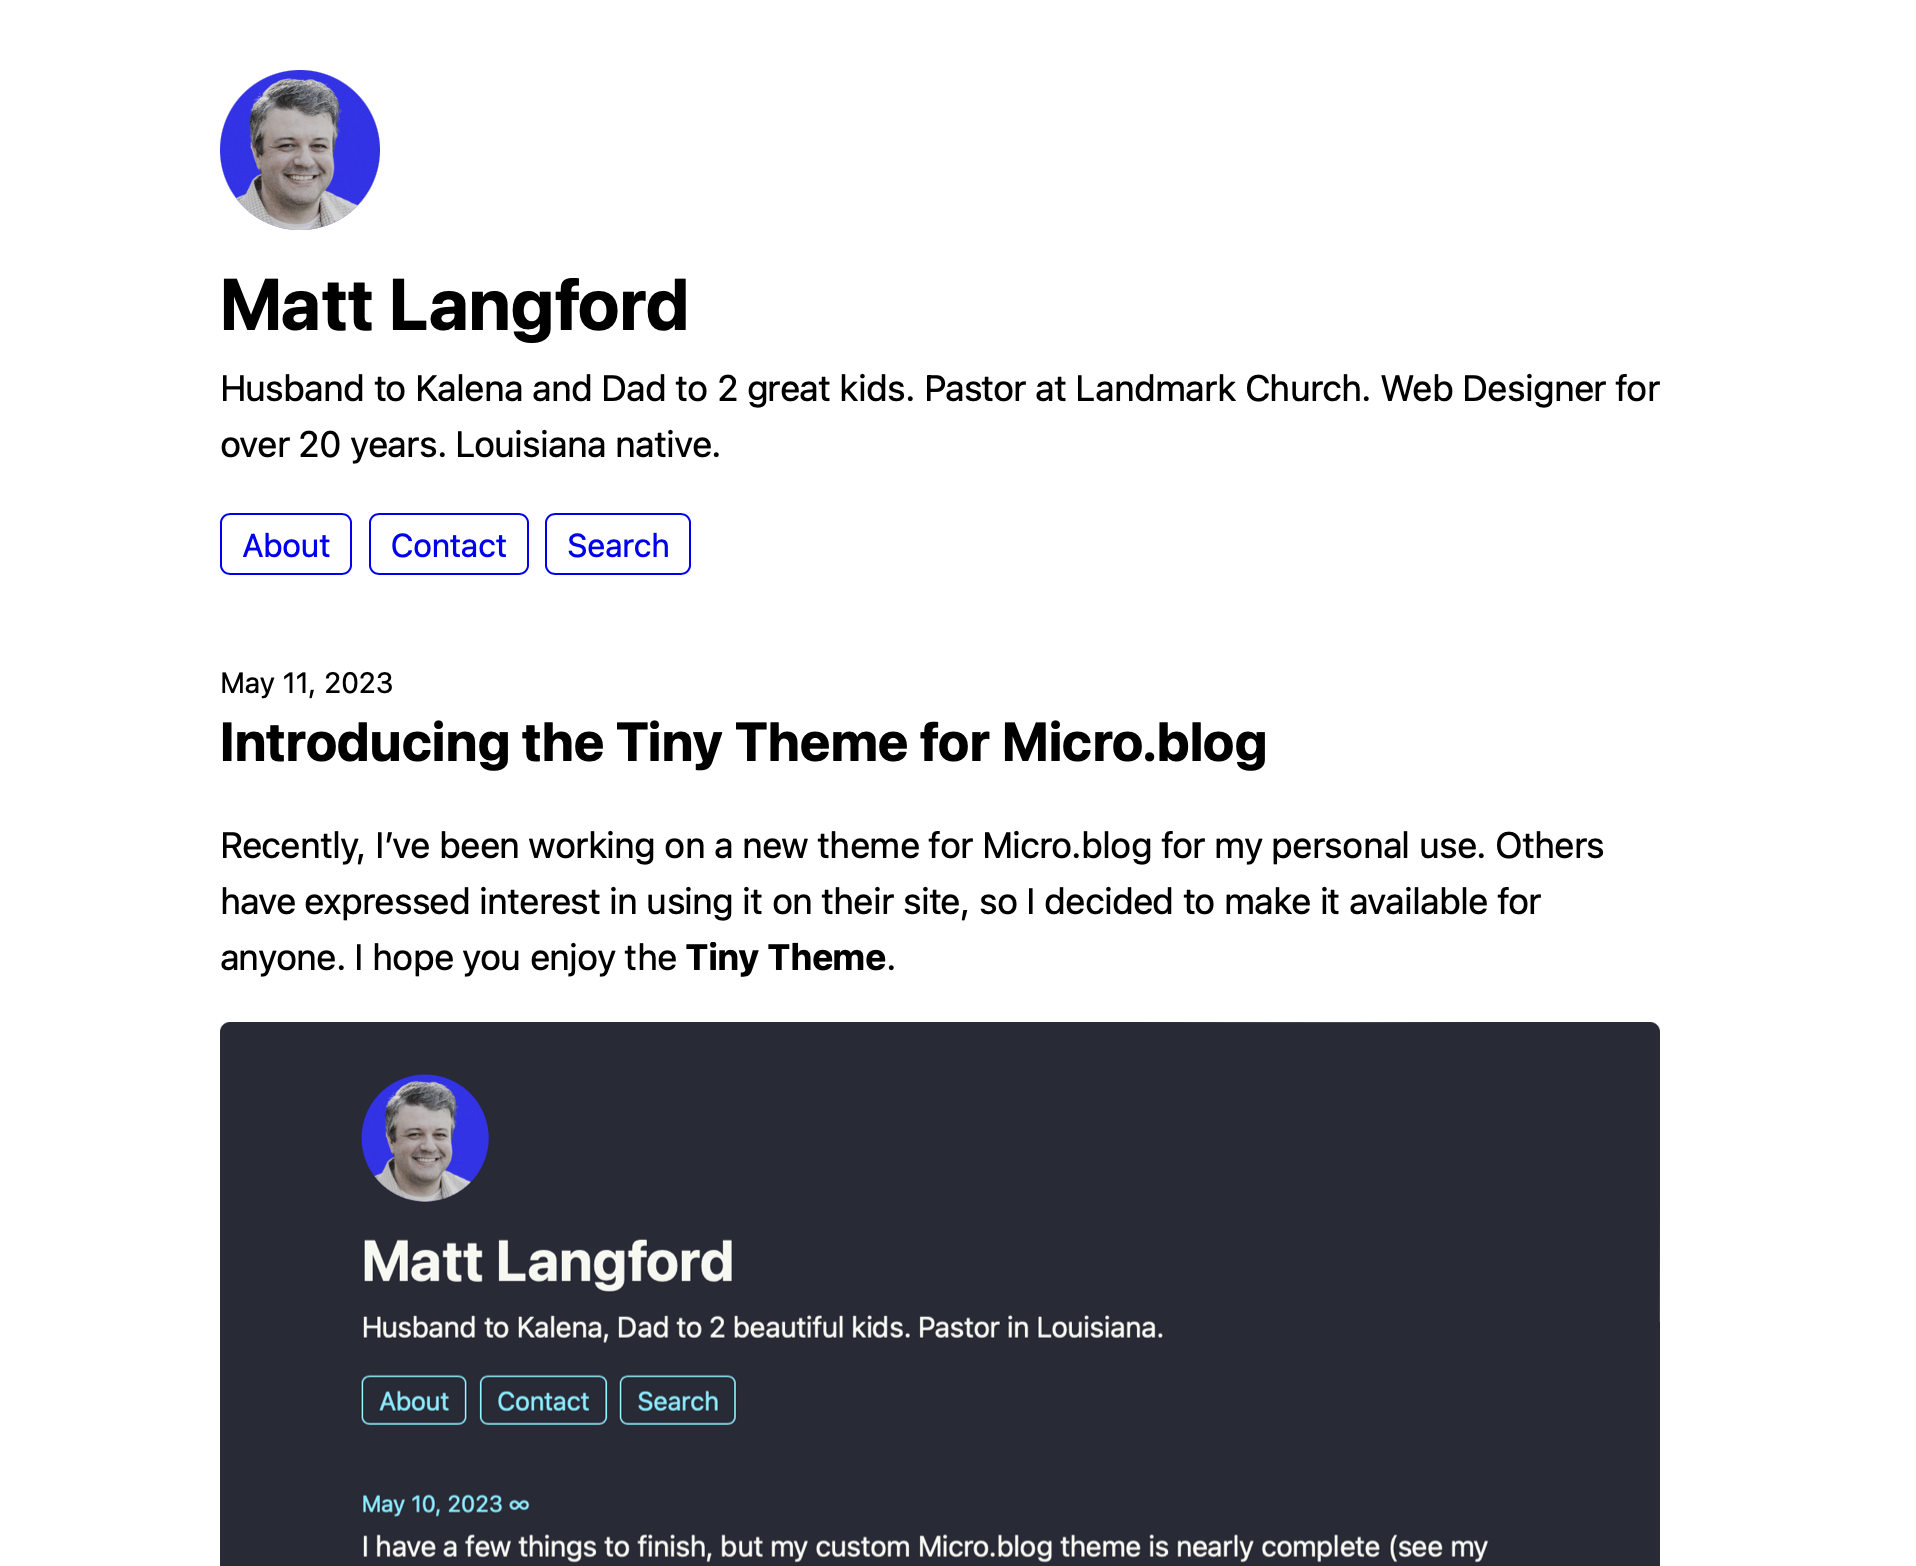 Matt Langford
Husband to Kalena and Dad to 2 great kids. Pastor at Landmark Church. Web Designer for
over 20 years. Louisiana native.
About Contact Search
May 11, 2023
Introducing the Tiny Theme for Micro.blog
Recently, I’ve been working on a new theme for Micro.blog for my personal use. Others
have expressed interest in using it on their site, so I decided to make it available for
anyone. I hope you enjoy the Tiny Theme.
Matt Langford
Husband to Kalena, Dad to 2 beautiful kids. Pastor in Louisiana.
About Contact Search
May 10, 2023 ∞
I have a few things to finish, but my custom Micro.blog theme is nearly complete (see my